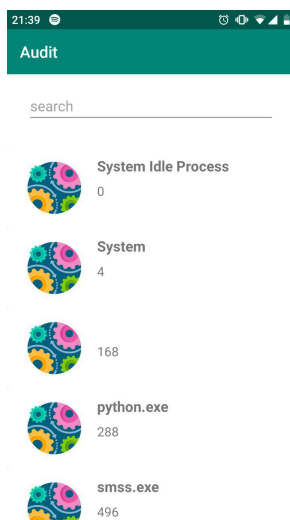 21:39
Audit
search
System Idle Process
0
System
4
168
python.exe
288
smss.exe
496